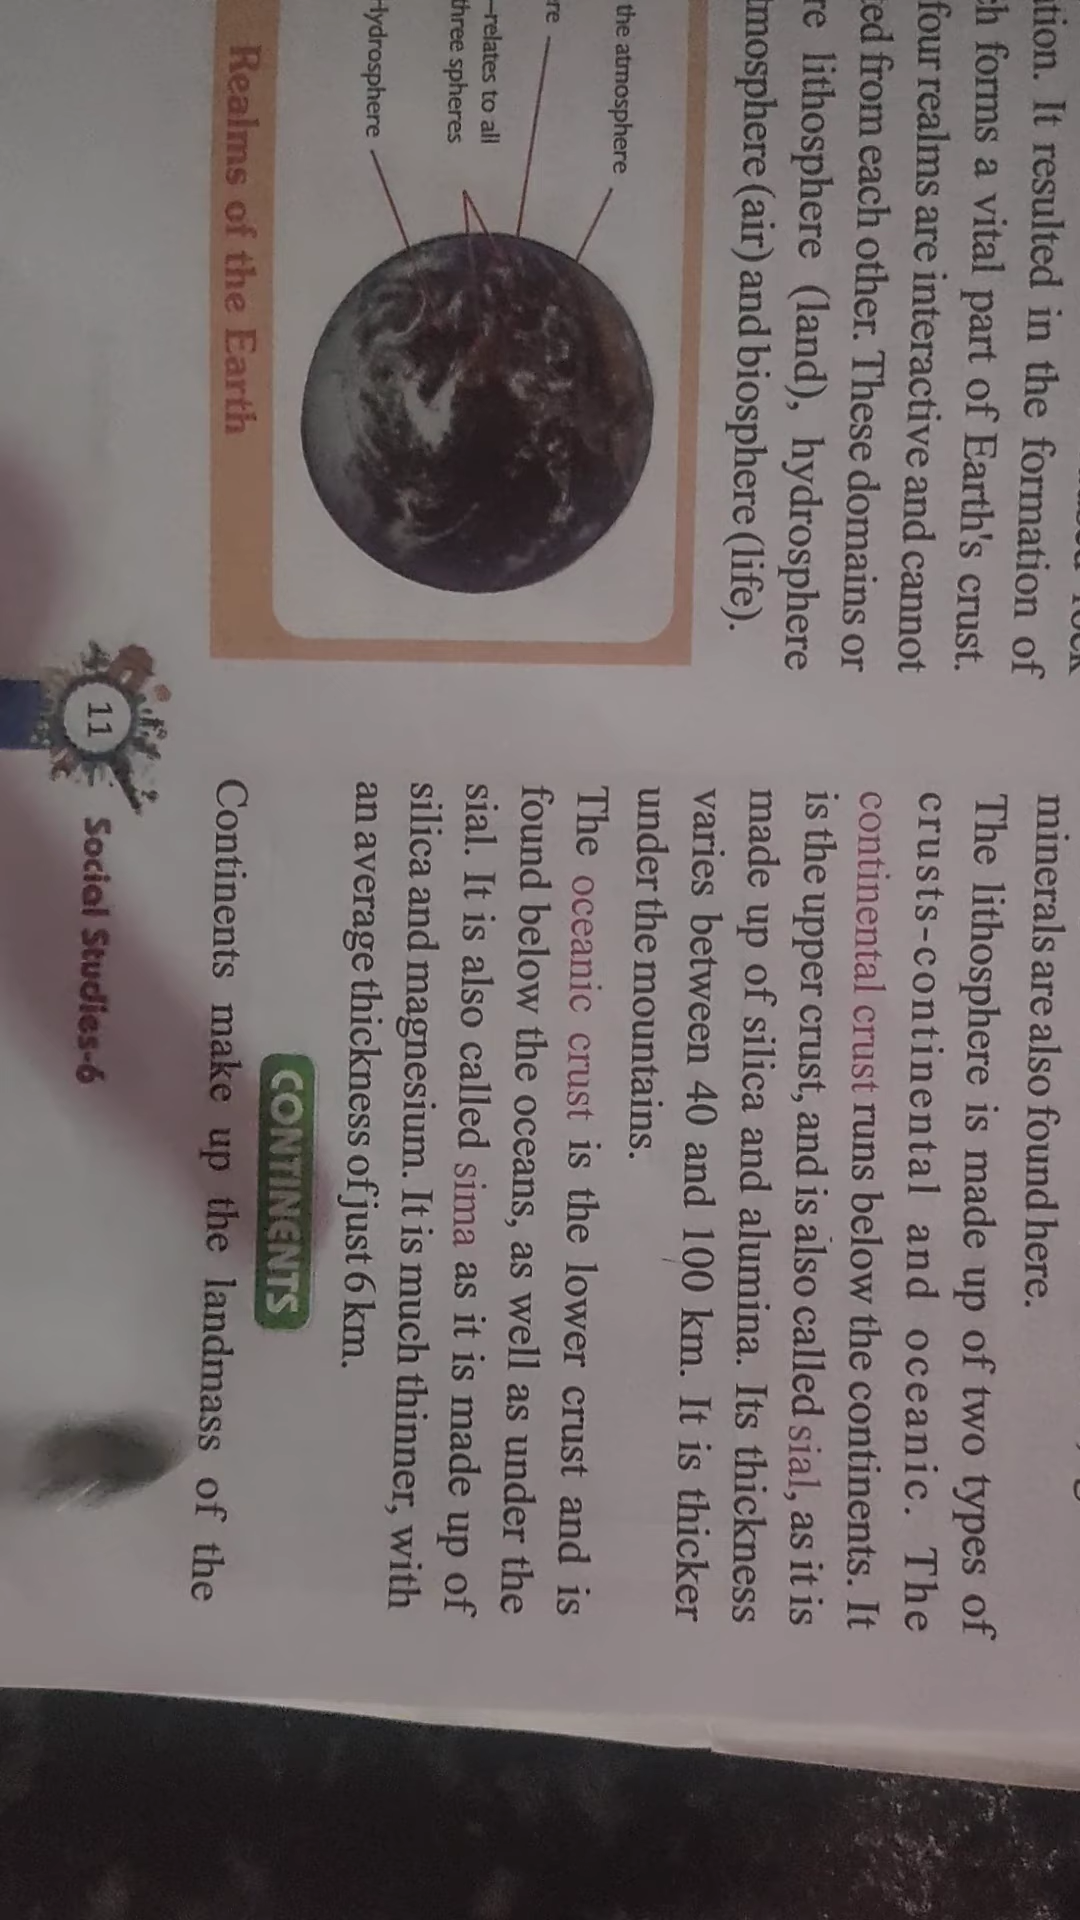 It resulted in the formation of
forms a vital part of Earth's crust.
four realms are interactive and cannot
from each other. These domains or
lithosphere (land), hydrosphere
(air) and biosphere (life).
the atmosphere
–relates to all
three spheres
Hydrosphere
Realms of the Earth
minerals are also found here.
The lithosphere is made up of two types of
crusts-continental and oceanic. The
continental crust runs below the continents. It
is the upper crust, and is also called sial, as it is
made up of silica and alumina. Its thickness
varies between 40 and 100 km. It is thicker
under the mountains.
The oceanic crust is the lower crust and is
found below the oceans, as well as under the
sial. It is also called sima as it is made up of
silica and magnesium. It is much thinner, with
an average thickness of just 6 km.
CONTINENTS
Continents make up the landmass of the
11 Social Studies-6